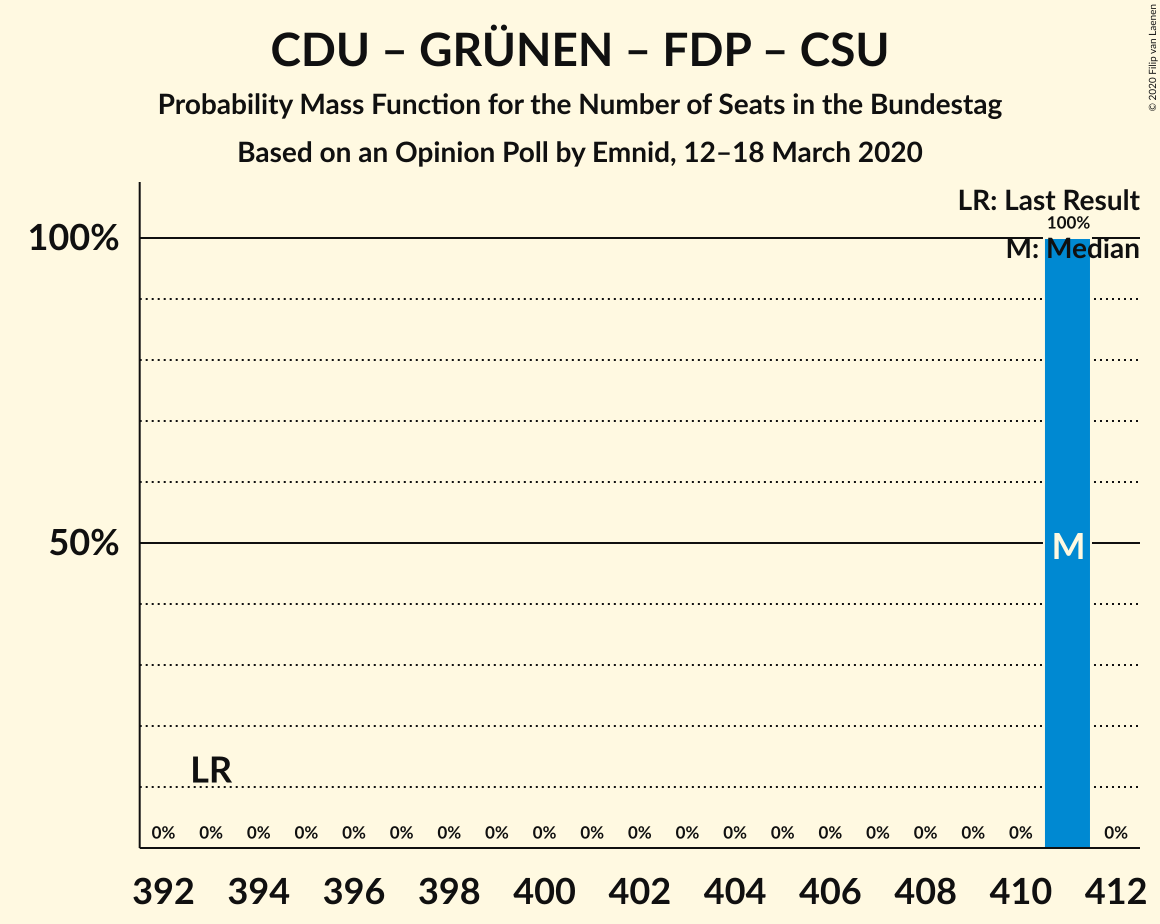 CDU – GRÜNEN – FDP – CSU
Probability Mass Function for the Number of Seats in the Bundestag
Based on an Opinion Poll by Emnid, 12–18 March 2020
© 2020 Filip van Laenen
LR: Last Result
100%
100%
M: Median
50%
M
LR
0% 0% 0% 0% 0% 0% 0% 0% 0% 0% 0% 0% 0% 0% 0% 0% 0% 0% 0% 0%
392 394 396 398 400 402 404 406 408 410 412